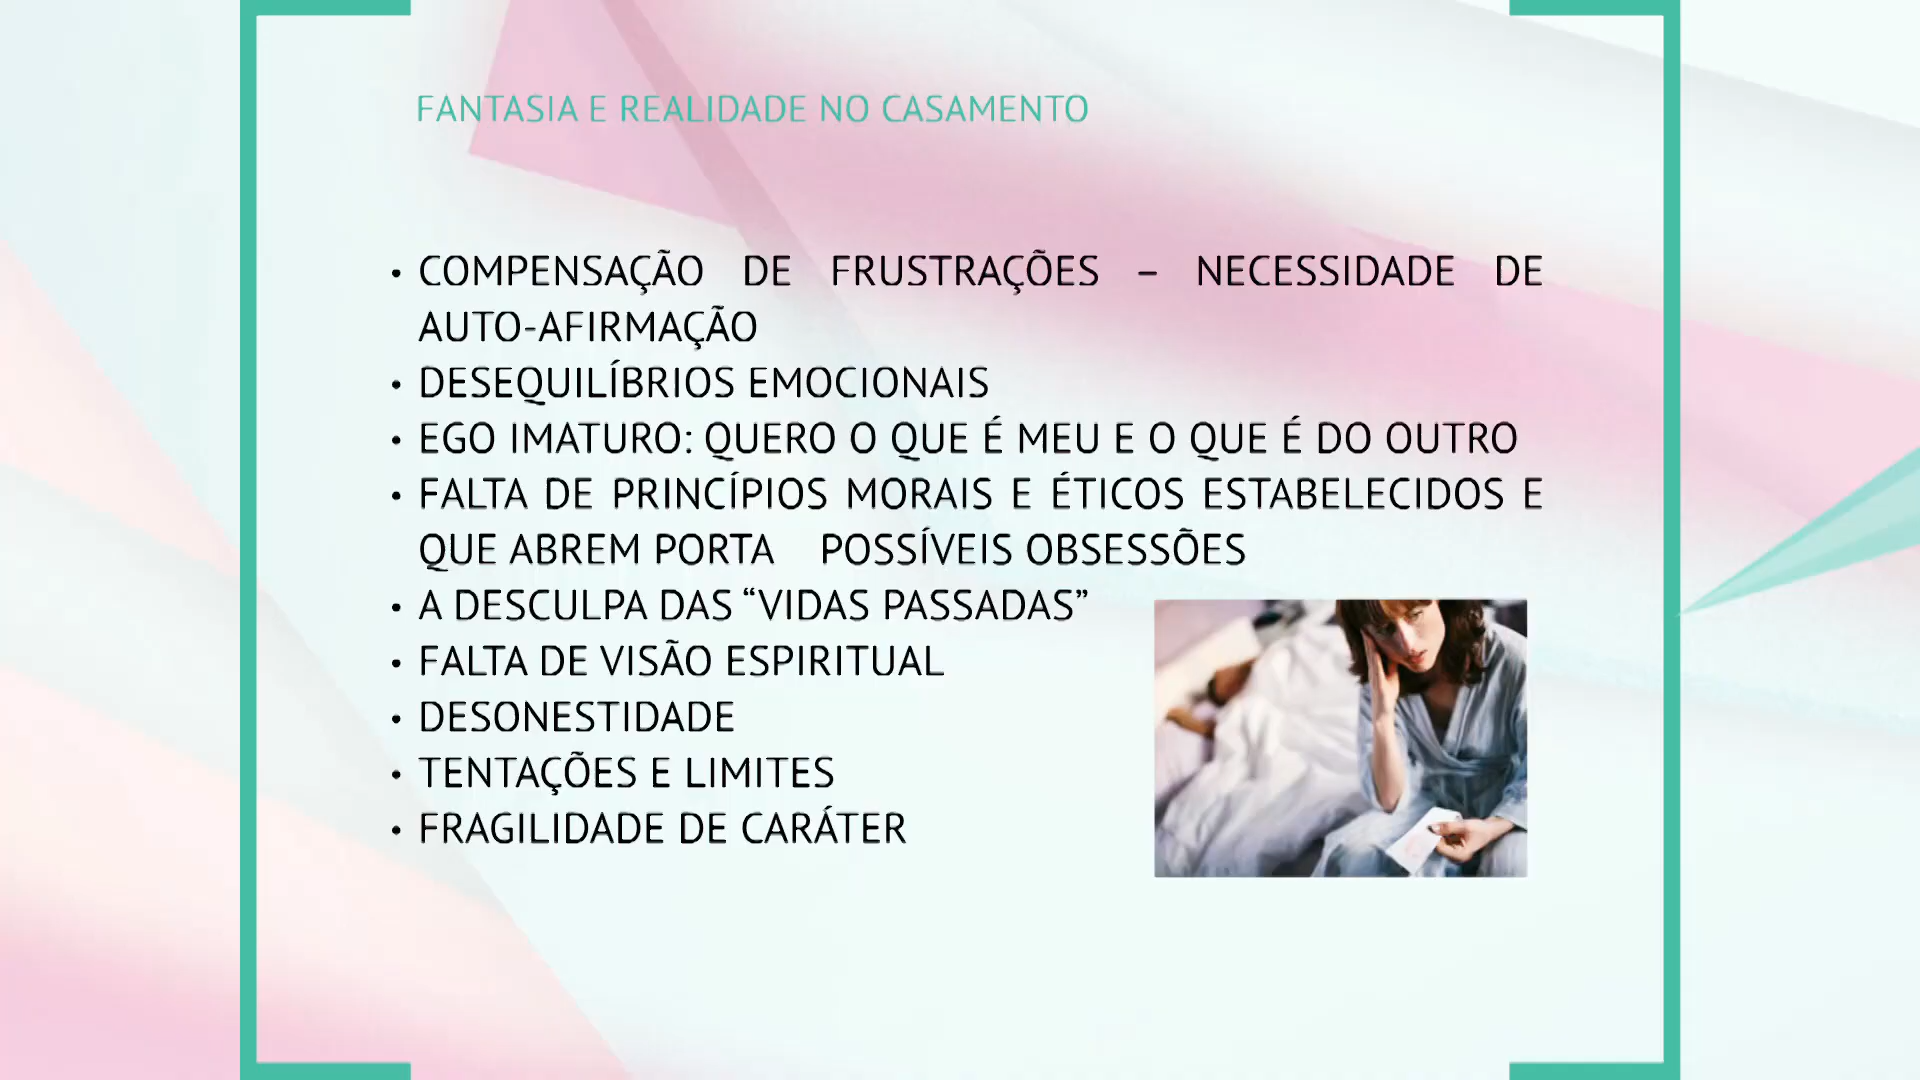 FANTASIA E REALIDADE NO CASAMENTO
• COMPENSAÇÃO DE FRUSTRAÇÕES – NECESSIDADE DE
AUTO-AFIRMAÇÃO
• DESEQUILÍBRIOS EMOCIONAIS
• EGO IMATURO: QUERO O QUE É MEU E O QUE É DO OUTRO
• FALTA DE PRINCÍPIOS MORAIS E ÉTICOS ESTABELECIDOS E
QUE ABREM PORTA POSSÍVEIS OBSESSÕES
• A DESCULPA DAS “VIDAS PASSADAS”
• FALTA DE VISÃO ESPIRITUAL
• DESONESTIDADE
• TENTAÇÕES E LIMITES
• FRAGILIDADE DE CARÁTER